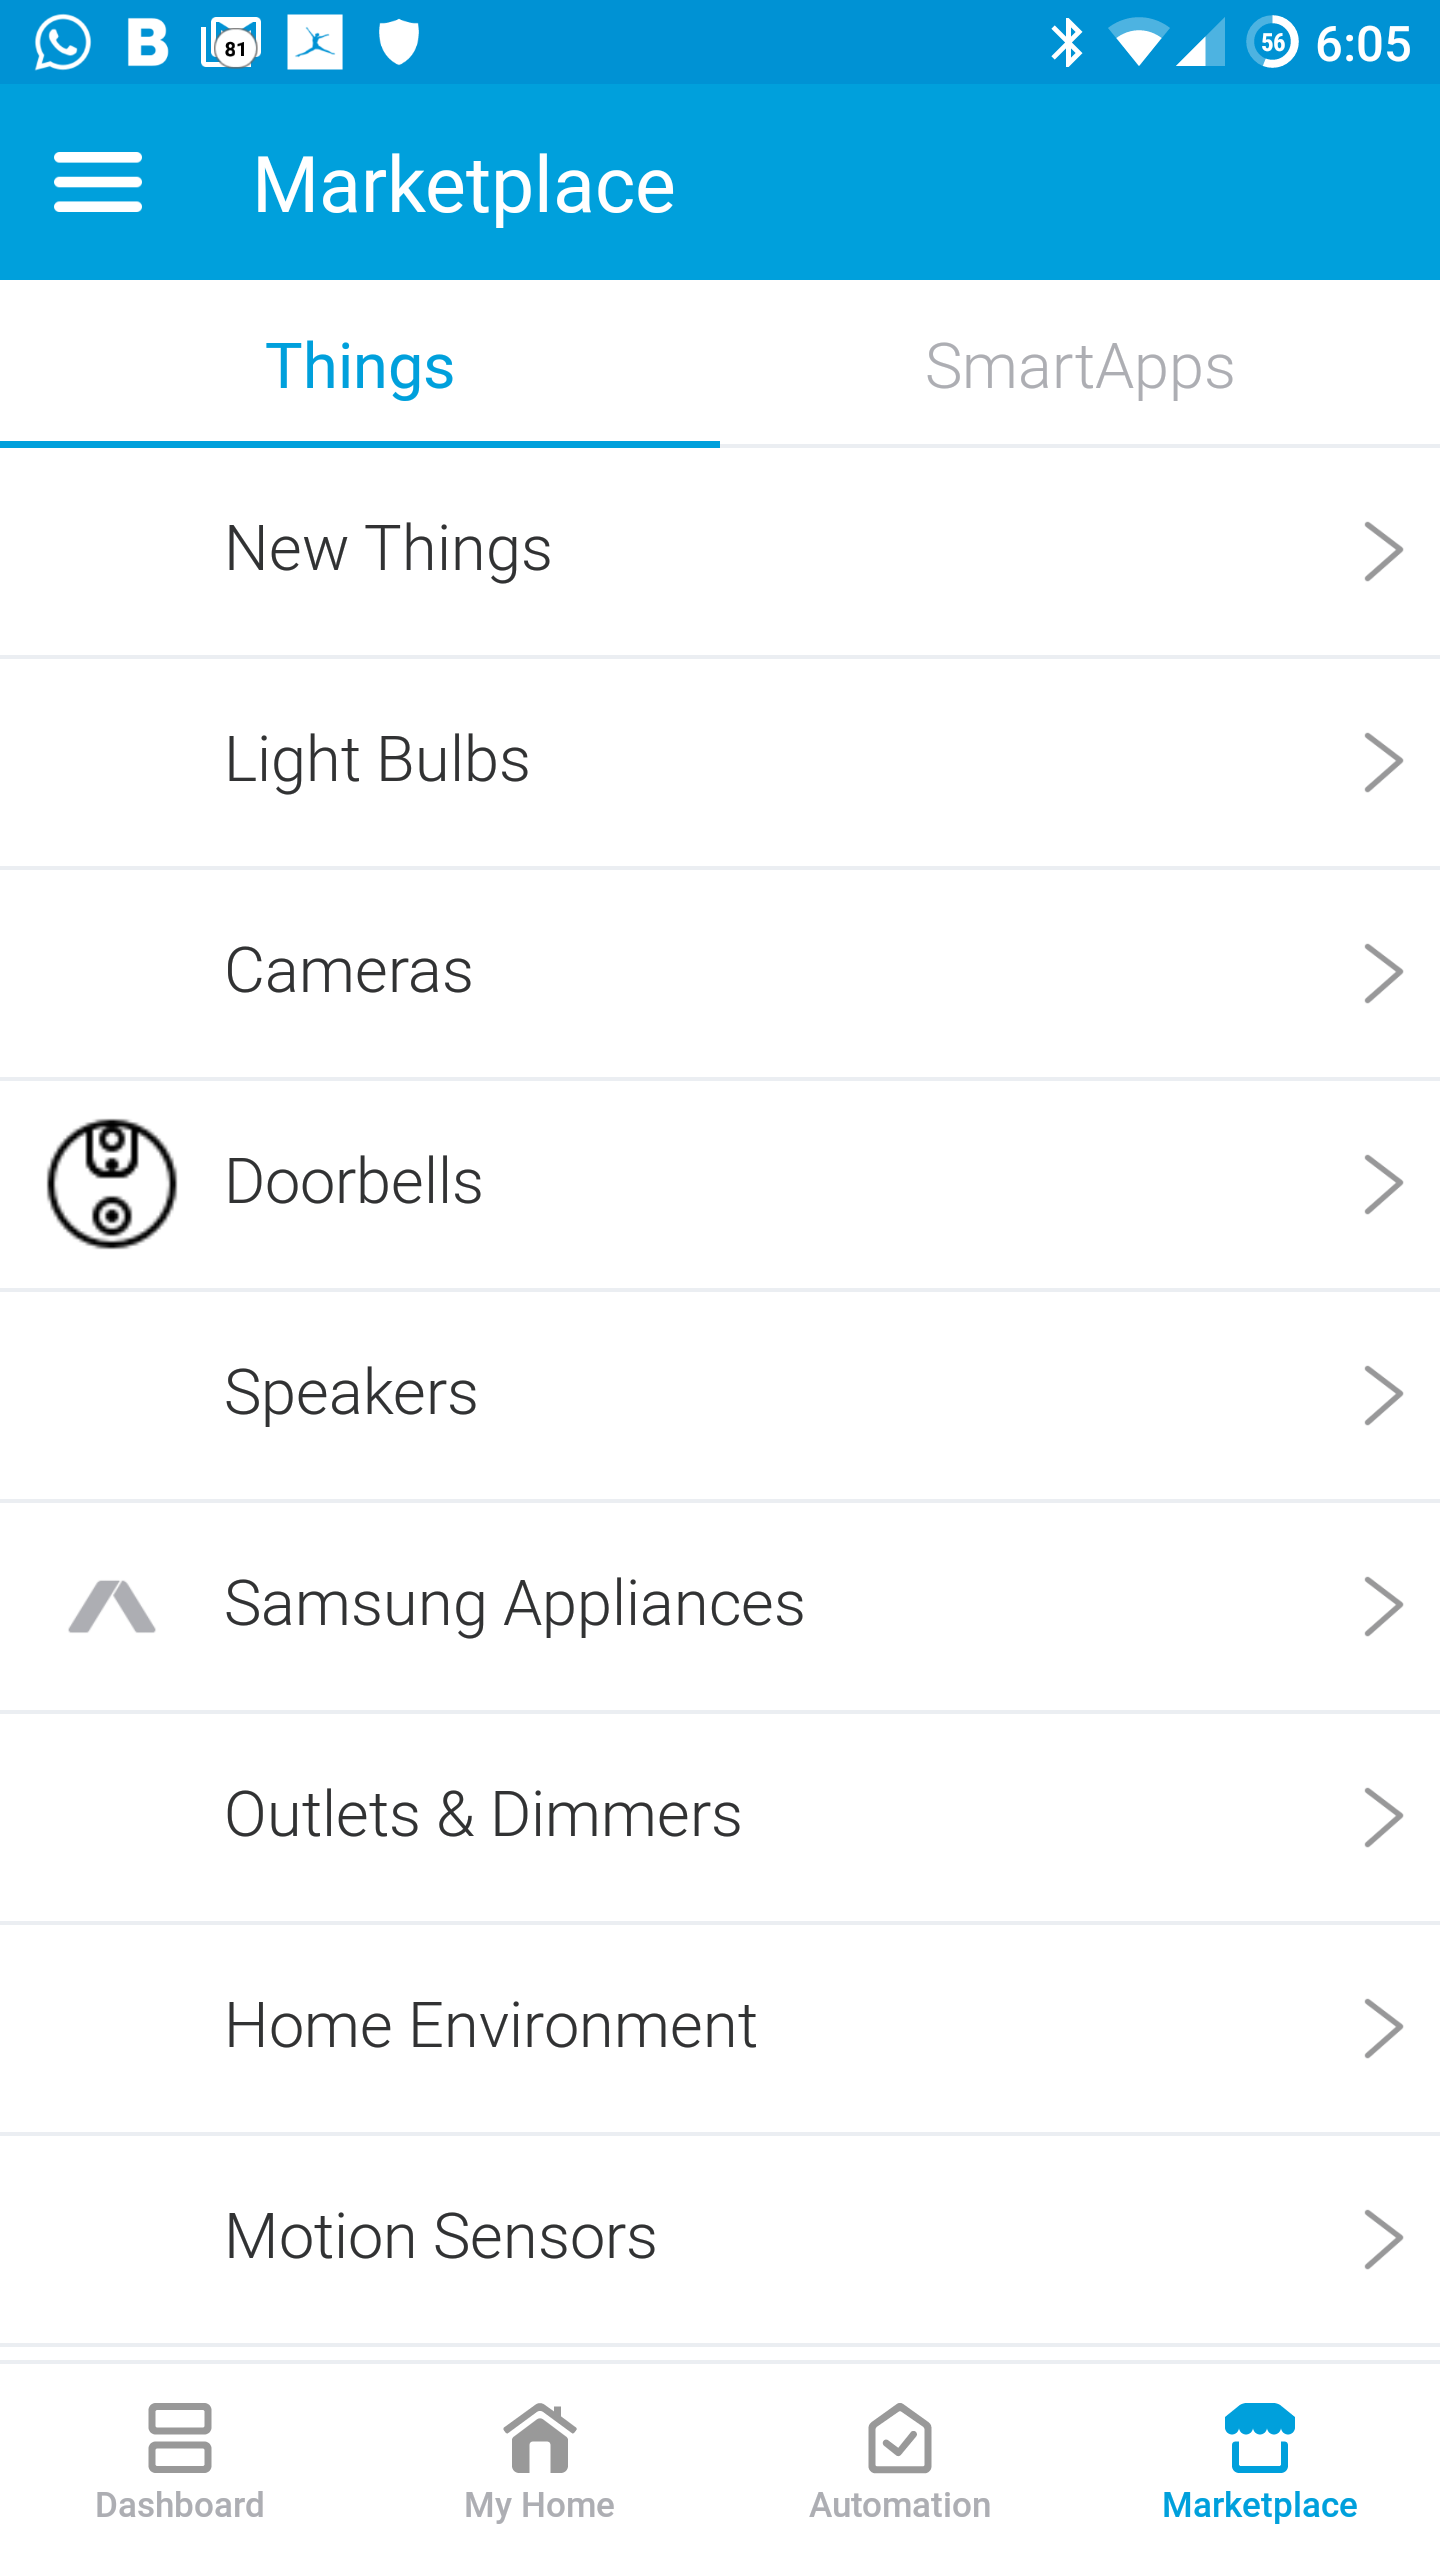 B 81 56 6:05
Marketplace
Things SmartApps
New Things
Light Bulbs
Cameras
Doorbells
Speakers
Samsung Appliances
Outlets & Dimmers
Home Environment
Motion Sensors
Dashboard My Home Automation Marketplace